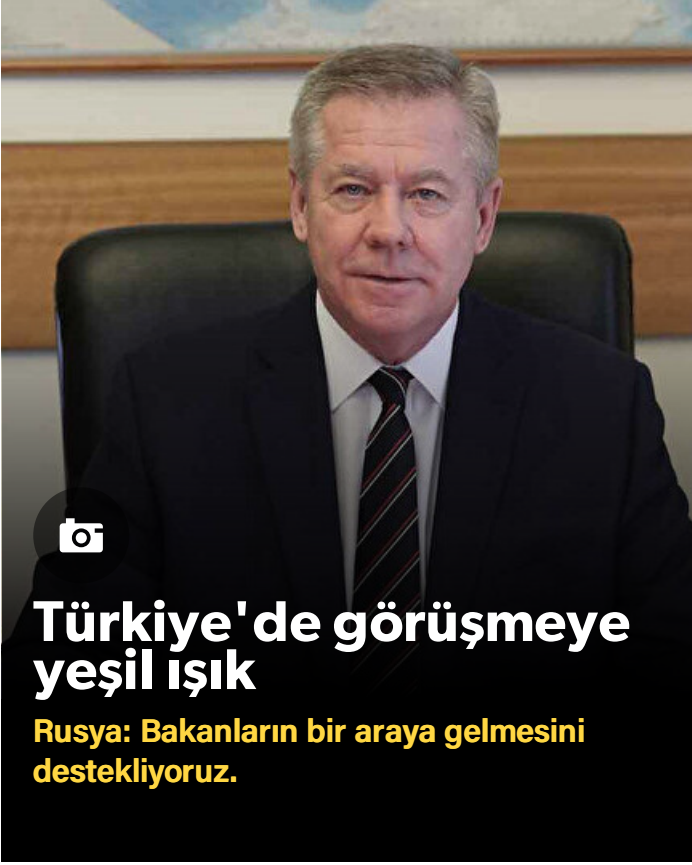 Türkiye'de görüşmeye
yeşil ışık
Rusya: Bakanların bir araya gelmesini
destekliyoruz.